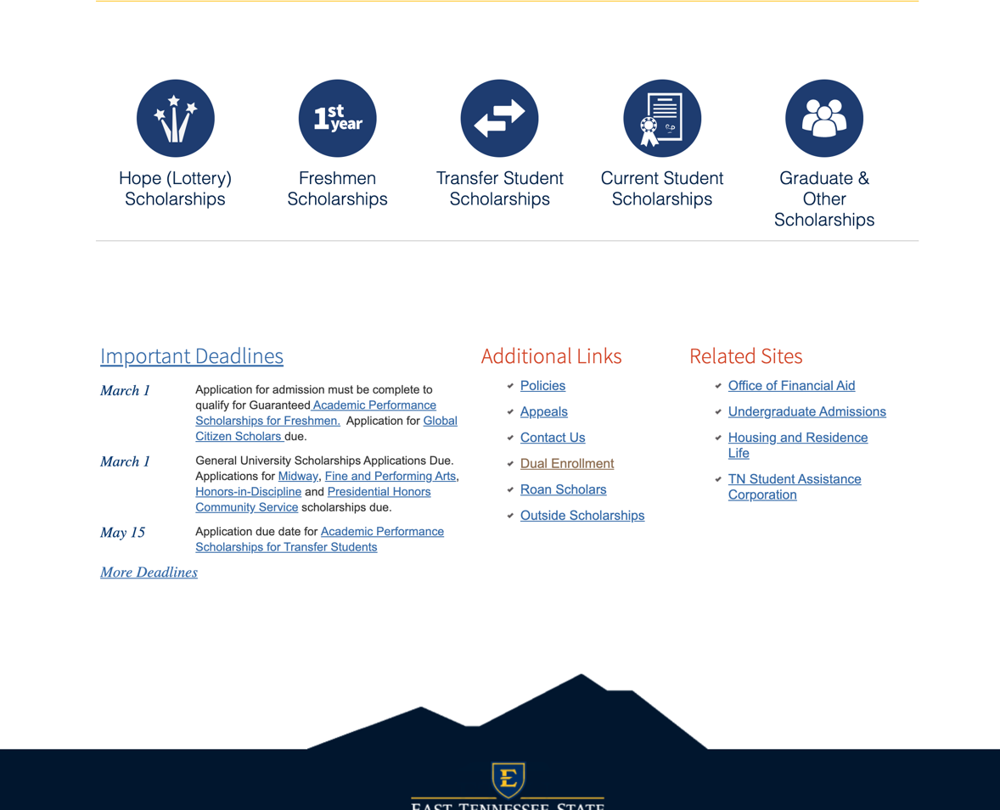 1st year
Hope (Lottery)
Scholarships
Freshmen
Scholarships
Transfer Student
Scholarships
Current Student
Scholarships
Graduate &
Other
Scholarships
Important Deadlines
March 1
Application for admission must be complete to
qualify for Guaranteed Academic Performance
Scholarships for Freshmen.  Application for Global
Citizen Scholars due.
March 1
General University Scholarships Applications Due.
Applications for Midway, Fine and Performing Arts,
Honors-in-Discipline and Presidential Honors
Community Service scholarships due.
May 15
Application due date for Academic Performance
Scholarships for Transfer Students
More Deadlines
Additional Links
Policies
Appeals
Contact Us
Dual Enrollment
Roan Scholars
Outside Scholarships
Related Sites
Office of Financial Aid
Undergraduate Admissions
Housing and Residence
Life
TN Student Assistance
Corporation
E
EAST TENNESSEE STATE